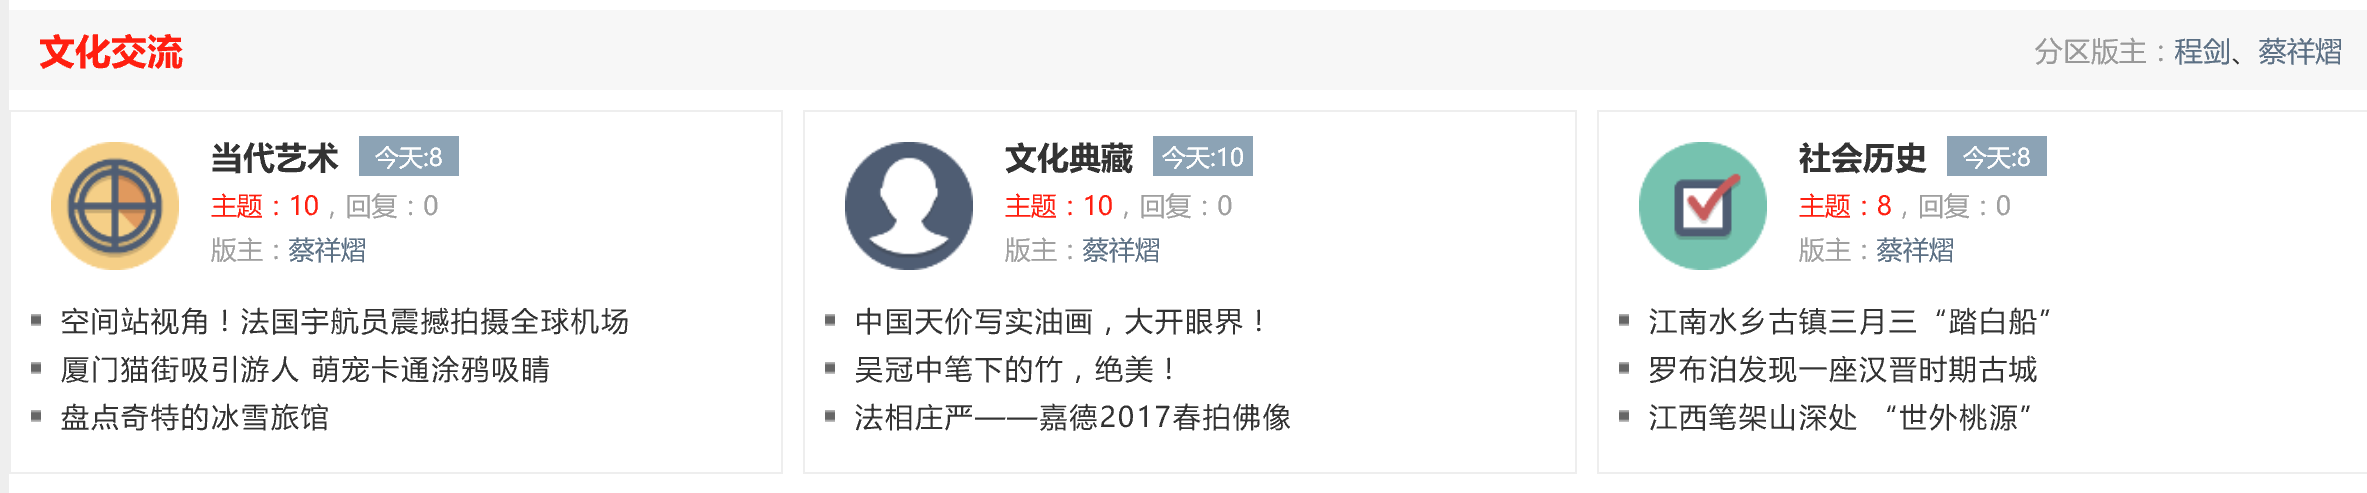 文化交流
分区版主：程剑、蔡祥熠
当代艺术 今天:8
主题：10，回复：0
版主：蔡祥熠
空间站视角！法国宇航员震撼拍摄全球机场
厦门猫街吸引游人 萌宠卡通涂鸦吸睛
盘点奇特的冰雪旅馆
文化典藏 今天:10
主题：10，回复：0
版主：蔡祥熠
中国天价写实油画，大开眼界！
吴冠中笔下的竹，绝美！
法相庄严——嘉德2017春拍佛像
社会历史 今天:8
主题：8，回复：0
版主：蔡祥熠
江南水乡古镇三月三“踏白船”
罗布泊发现一座汉晋时期古城
江西笔架山深处 “世外桃源”